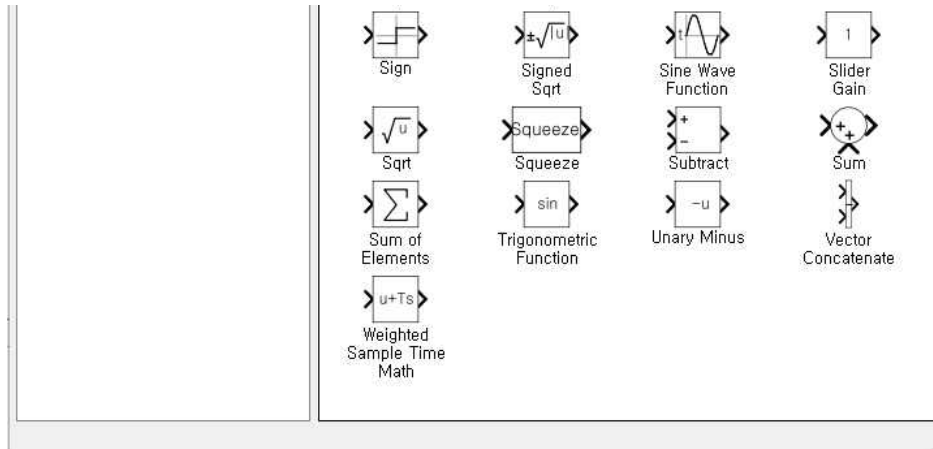 ±√|u|
t
1
Sign
Signed
Sqrt
Sine Wave
Function
Slider
Gain
√u
Squeeze
+
−
+
+
Sqrt
Squeeze
Subtract
Sum
∑
sin
-u
Sum of
Elements
Trigonometric
Function
Unary Minus
Vector
Concatenate
u+Ts
Weighted
Sample Time
Math